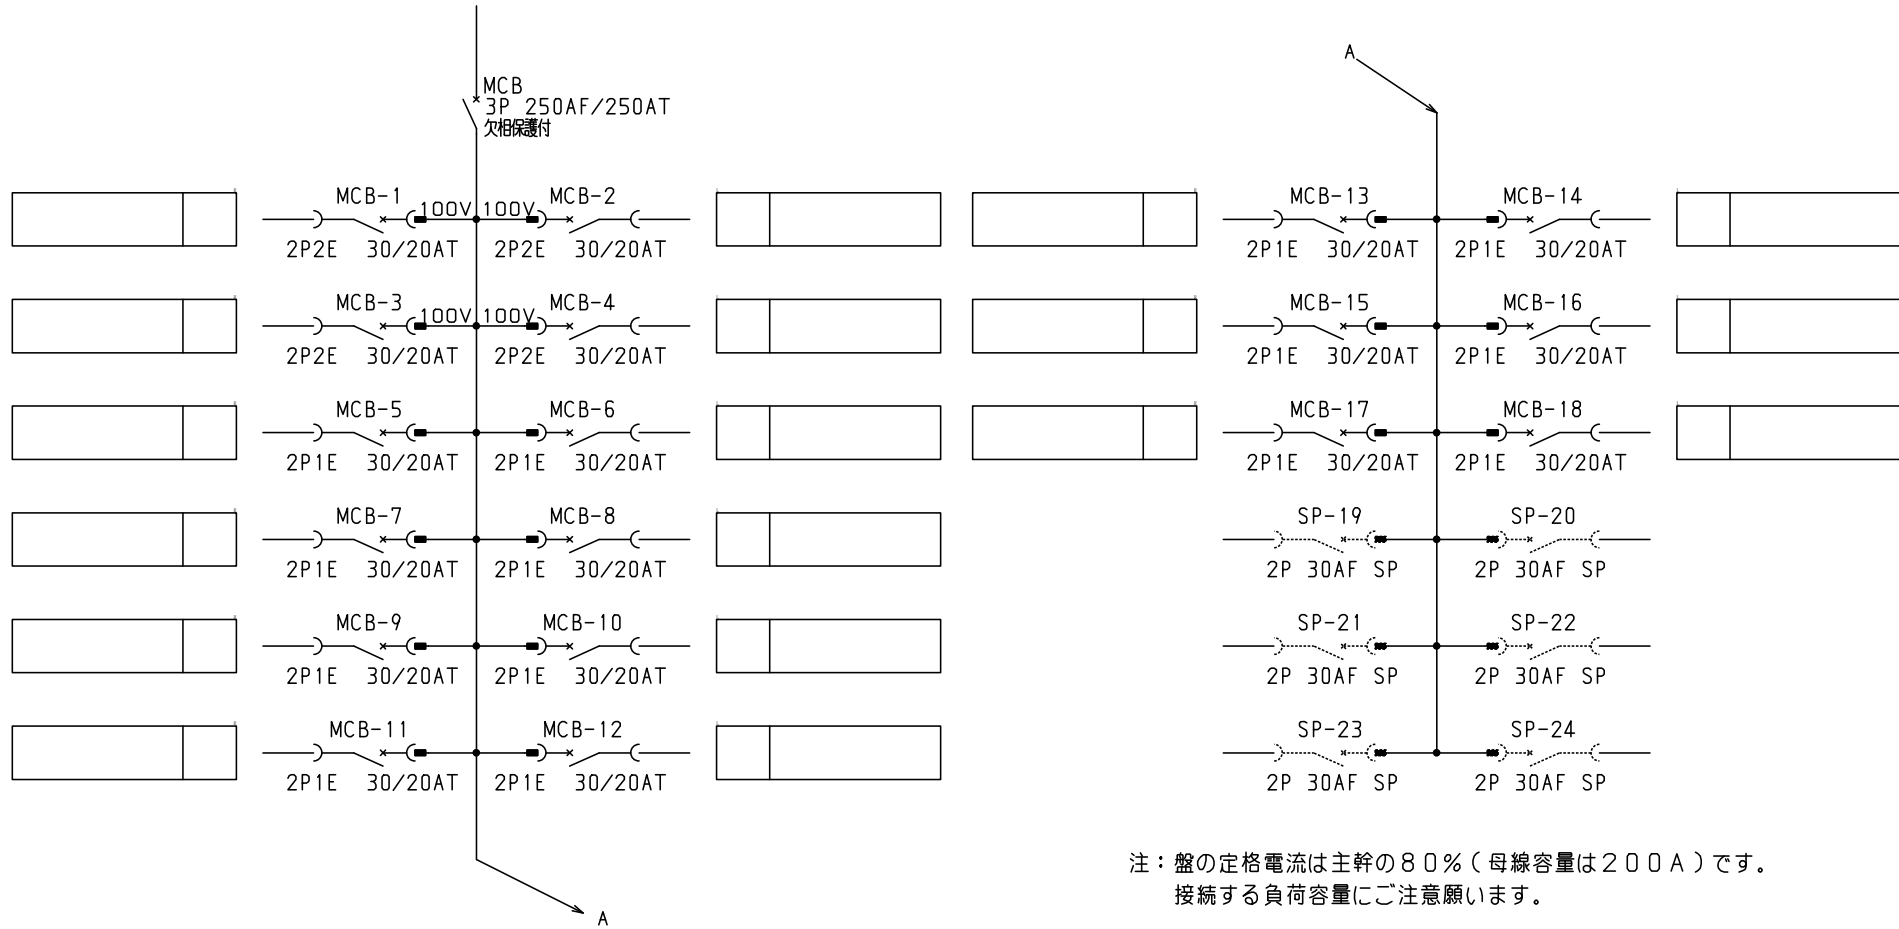 MCB
3P 250AF/250AT
欠相保護付
MCB-1 100V 100V MCB-2
2P2E 30/20AT 2P2E 30/20AT
MCB-3 100V 100V MCB-4
2P2E 30/20AT 2P2E 30/20AT
MCB-5 MCB-6
2P1E 30/20AT 2P1E 30/20AT
MCB-7 MCB-8
2P1E 30/20AT 2P1E 30/20AT
MCB-9 MCB-10
2P1E 30/20AT 2P1E 30/20AT
MCB-11 MCB-12
2P1E 30/20AT 2P1E 30/20AT
A
A
MCB-13 MCB-14
2P1E 30/20AT 2P1E 30/20AT
MCB-15 MCB-16
2P1E 30/20AT 2P1E 30/20AT
MCB-17 MCB-18
2P1E 30/20AT 2P1E 30/20AT
SP-19 SP-20
2P 30AF SP 2P 30AF SP
SP-21 SP-22
2P 30AF SP 2P 30AF SP
SP-23 SP-24
2P 30AF SP 2P 30AF SP
注：盤の定格電流は主幹の８０％（母線容量は２００Ａ）です。
接続する負荷容量にご注意願います。